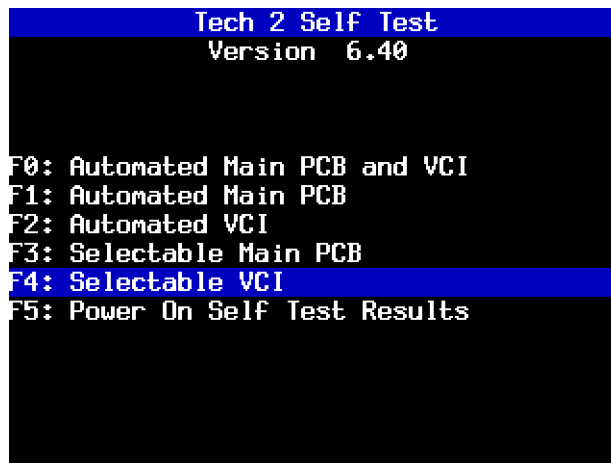 Tech 2 Self Test
Version 6.40
F0: Automated Main PCB and VCI
F1: Automated Main PCB
F2: Automated VCI
F3: Selectable Main PCB
F4: Selectable VCI
F5: Power On Self Test Results